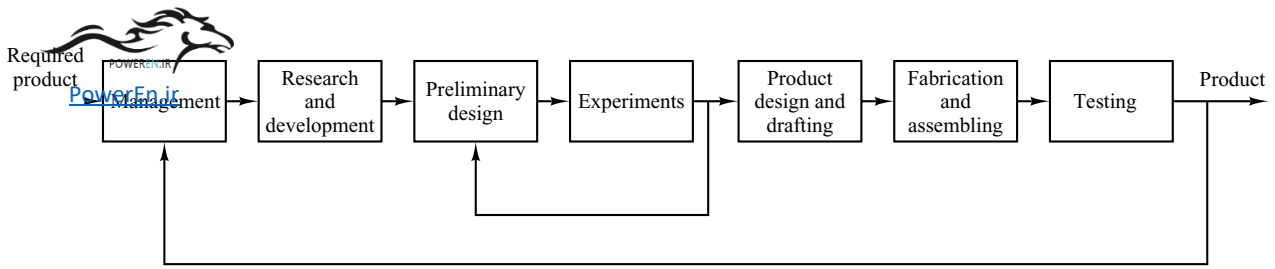 Required
product
POWEREN.IR
PowerEn.ir
Management
Research
and
development
Preliminary
design
Experiments
Product
design and
drafting
Fabrication
and
assembling
Testing
Product